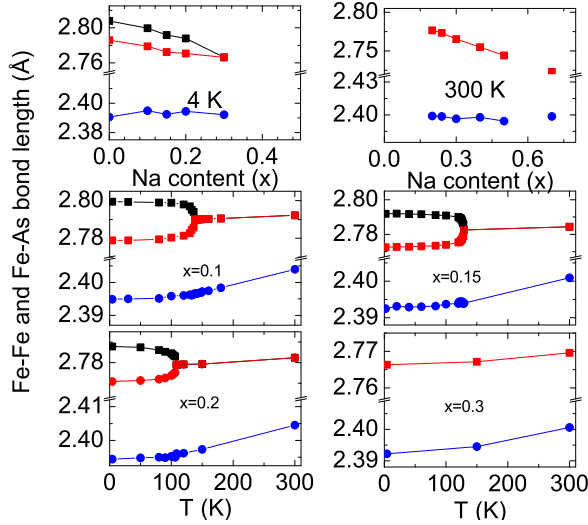 Fe-Fe and Fe-As bond length (Å)
2.80
2.76
2.40
2.38
4 K
0.0 0.2 0.4
Na content (x)
2.80
2.75
2.43
2.40
300 K
0.0 0.3 0.6
Na content (x)
2.80
2.78
2.40
2.39
x=0.1
2.80
2.78
2.40
2.39
x=0.15
2.78
2.41
2.40
x=0.2
0 100 200 300
T (K)
2.77
2.76
2.40
2.39
x=0.3
0 100 200 300
T (K)